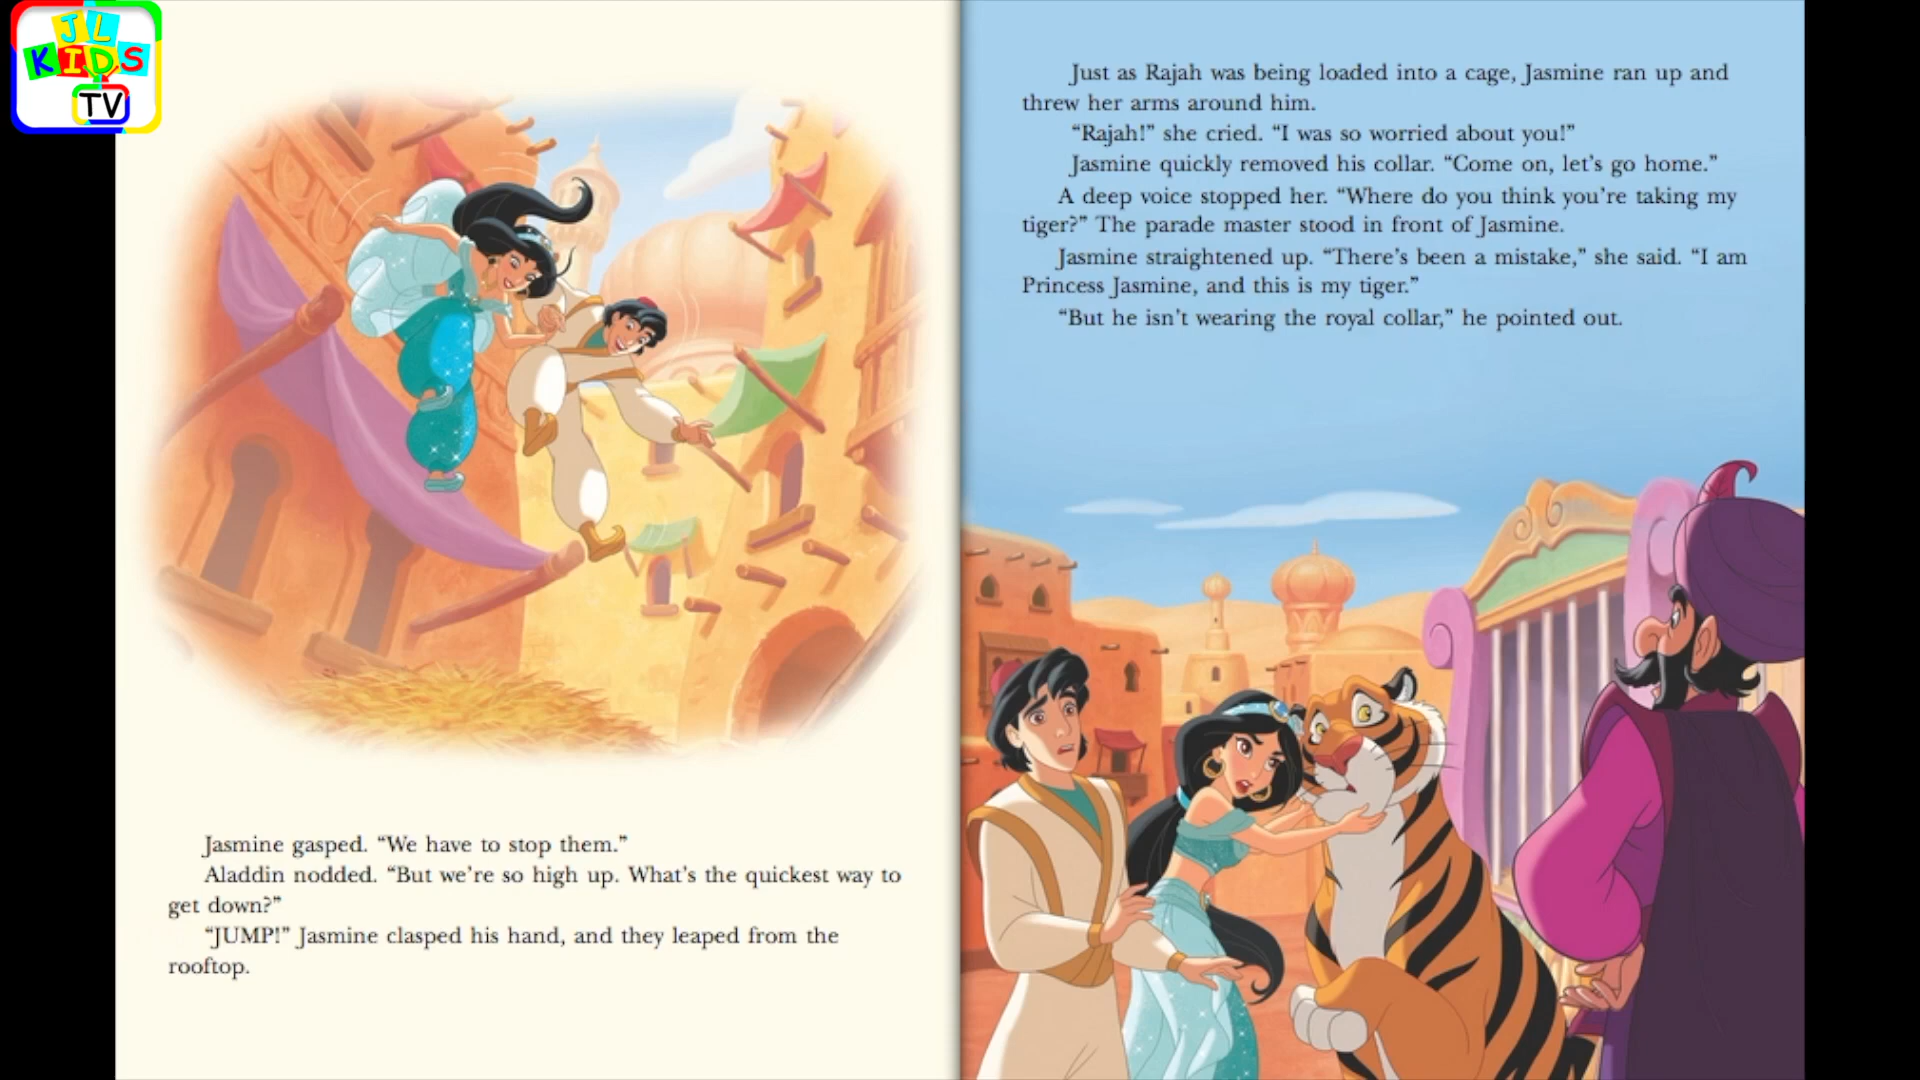 JL
KIDS
TV
Jasmine gasped. “We have to stop them.”
Aladdin nodded. “But we’re so high up. What’s the quickest way to
get down?”
“JUMP!” Jasmine clasped his hand, and they leaped from the
rooftop.
Just as Rajah was being loaded into a cage, Jasmine ran up and
threw her arms around him.
“Rajah!” she cried. “I was so worried about you!”
Jasmine quickly removed his collar. “Come on, let’s go home.”
A deep voice stopped her. “Where do you think you’re taking my
tiger?” The parade master stood in front of Jasmine.
Jasmine straightened up. “There’s been a mistake,” she said. “I am
Princess Jasmine, and this is my tiger.”
“But he isn’t wearing the royal collar,” he pointed out.